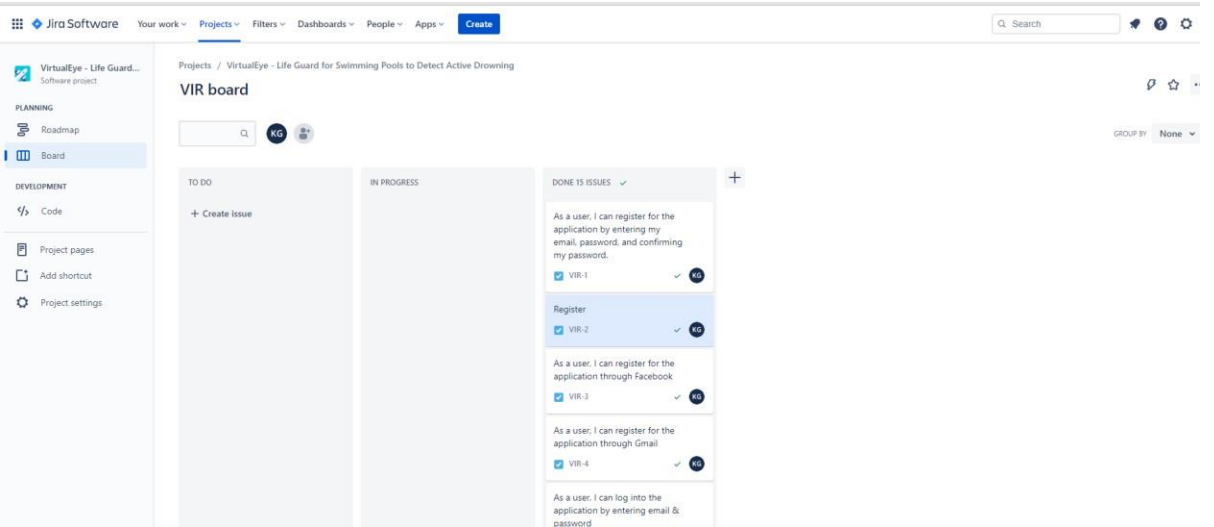 Jira Software Your work Projects Filters Dashboards People Apps Create Search
VirtualEye - Life Guard...
Software project
PLANNING
Roadmap
Board
DEVELOPMENT
Code
Project pages
Add shortcut
Project settings
Projects / VirtualEye - Life Guard for Swimming Pools to Detect Active Drowning
VIR board
KG
GROUP BY None
TO DO
+ Create issue
IN PROGRESS
DONE 15 ISSUES
As a user, I can register for the
application by entering my
email, password, and confirming
my password.
VIR-1 KG
Register
VIR-2 KG
As a user, I can register for the
application through Facebook
VIR-3 KG
As a user, I can register for the
application through Gmail
VIR-4 KG
As a user, I can log into the
application by entering email &
password